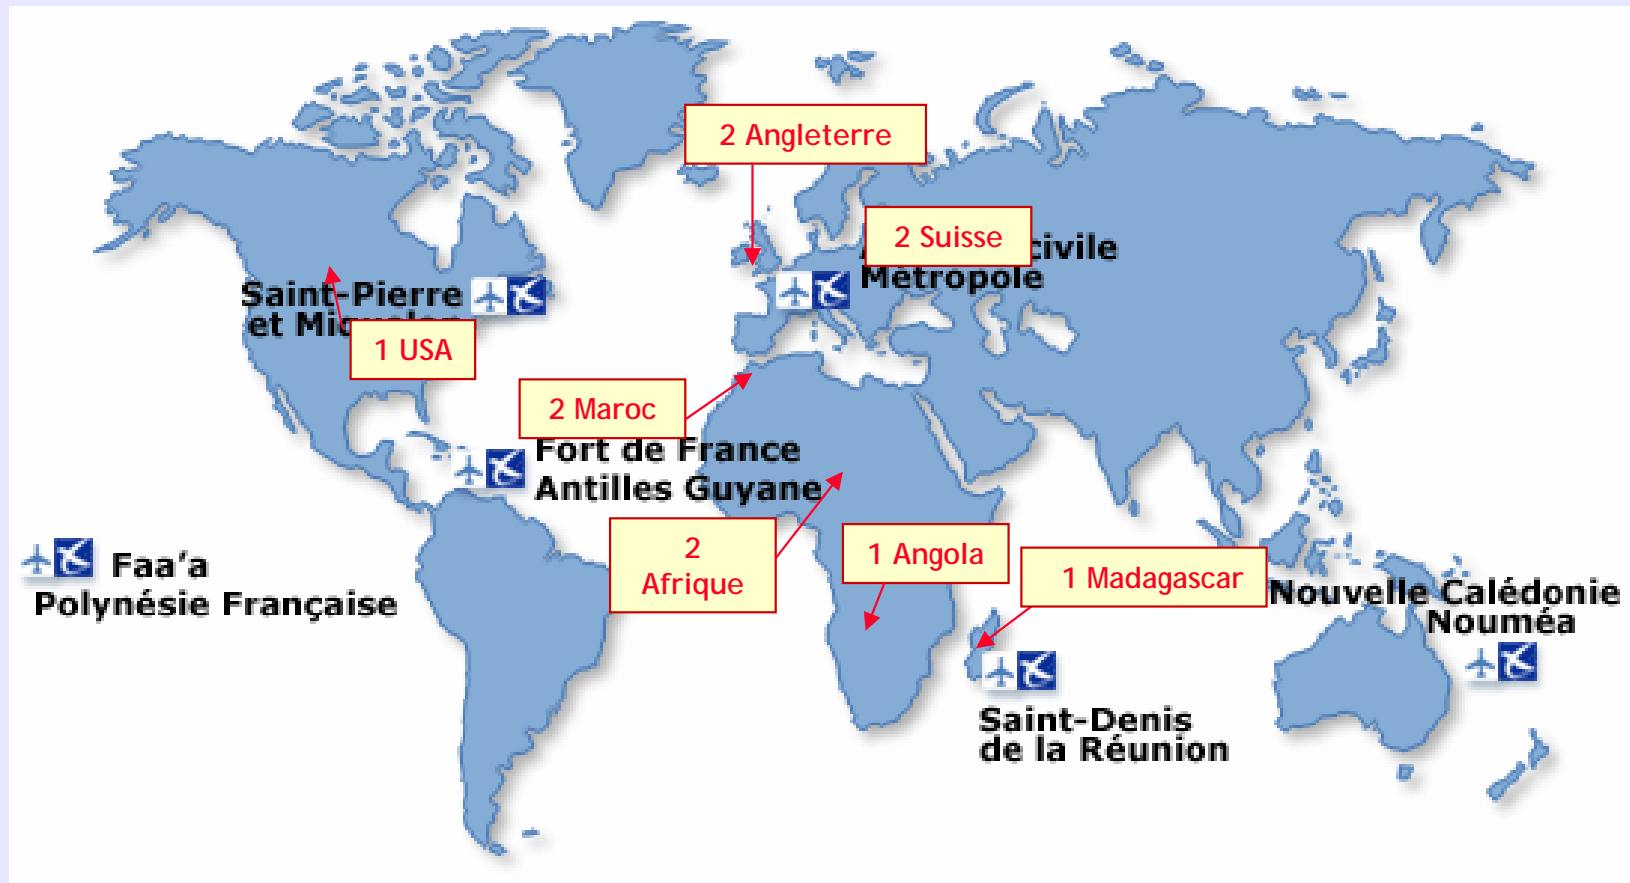 2 Angleterre
2 Suisse
civile
Métropole
Saint-Pierre
et
1 USA
2 Maroc
Fort de France
Antilles Guyane
2
Afrique
1 Angola
1 Madagascar
Faa'a
Polynésie Française
Nouvelle Calédonie
Nouméa
Saint-Denis
de la Réunion